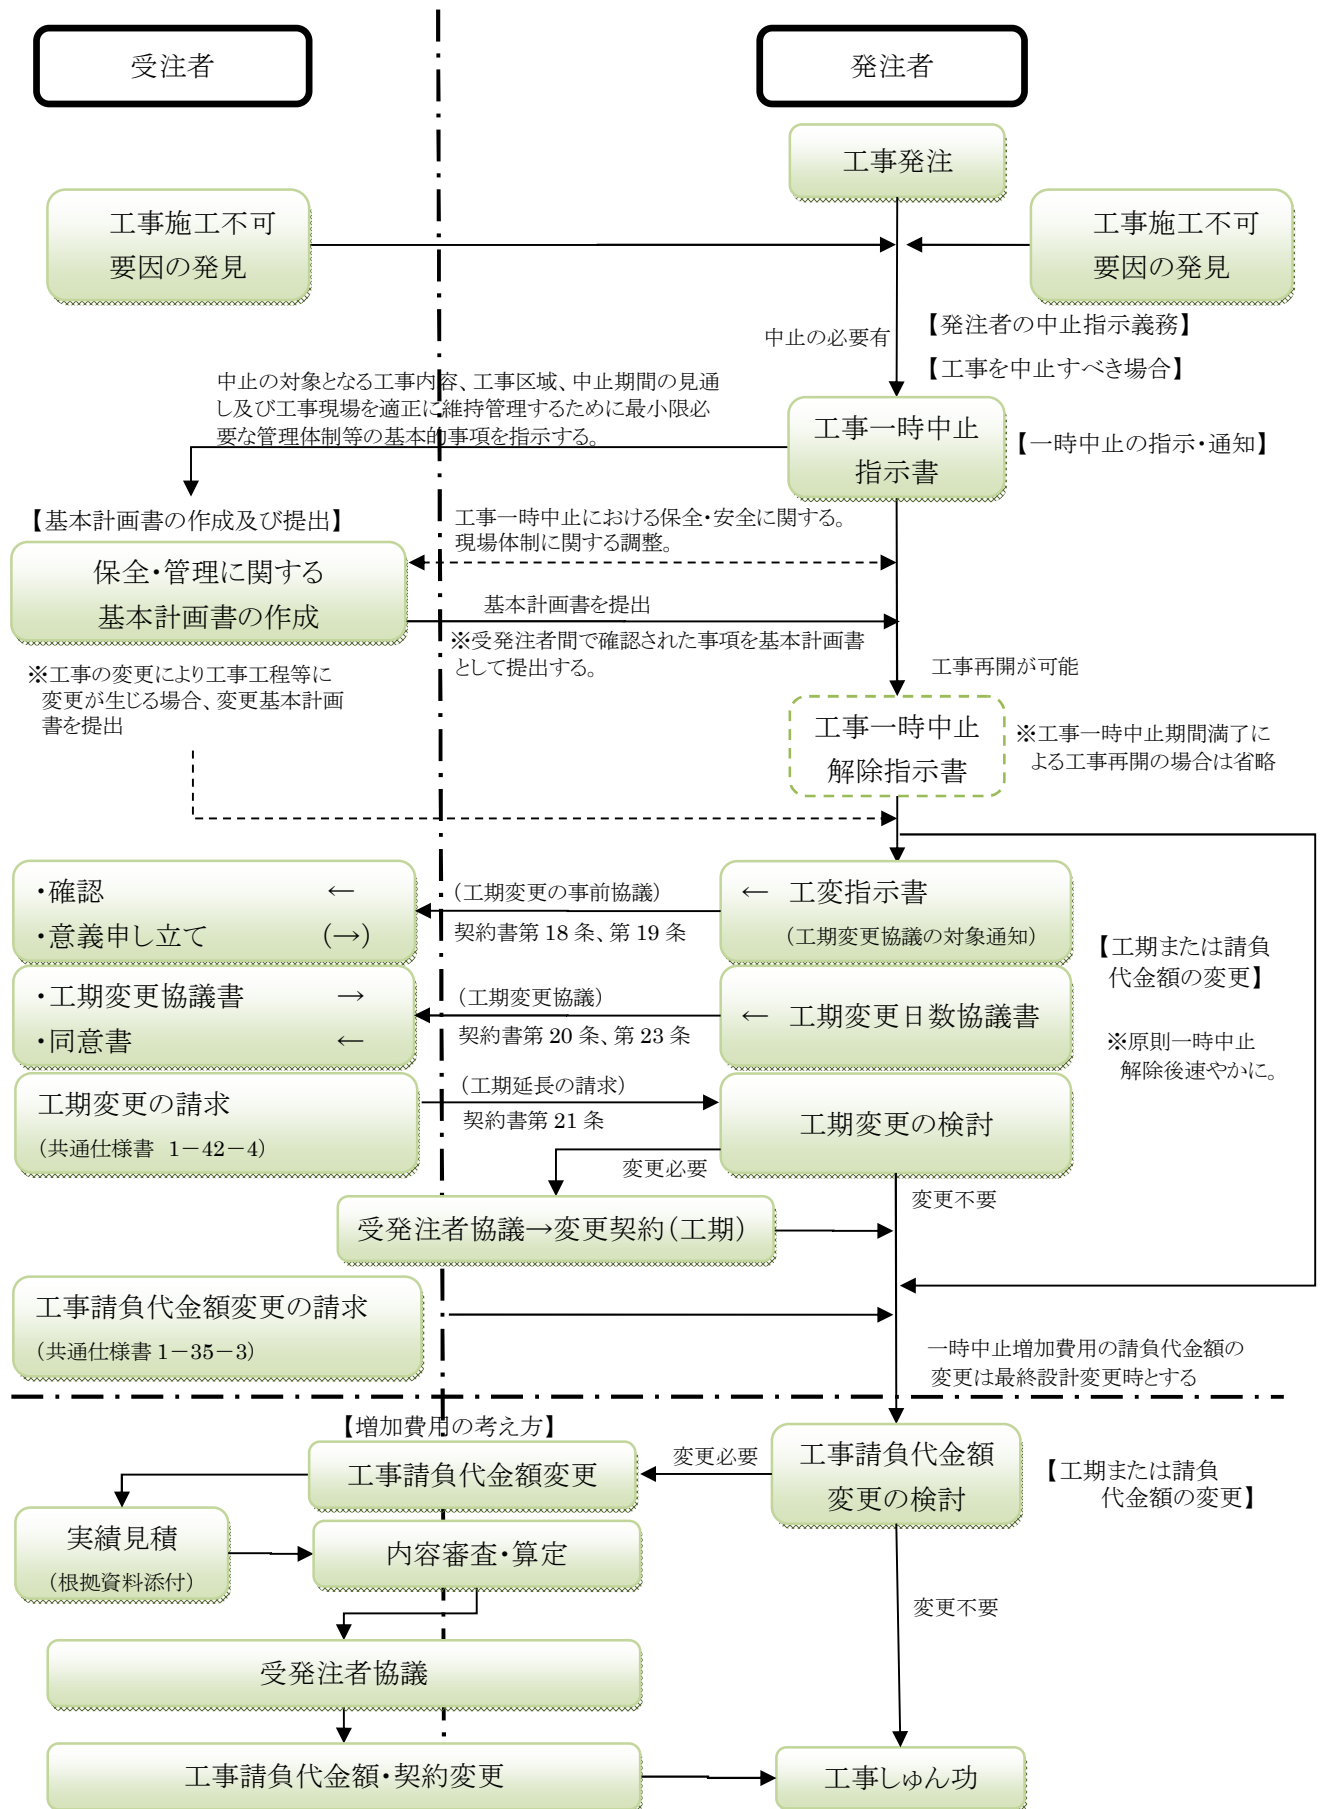 受注者
発注者
工事発注
工事施工不可
要因の発見
工事施工不可
要因の発見
中止の必要有
【発注者の中止指示義務】
【工事を中止すべき場合】
中止の対象となる工事内容、工事区域、中止期間の見通
し及び工事現場を適正に維持管理するために最小限必
要な管理体制等の基本的事項を指示する。
工事一時中止
指示書
【一時中止の指示・通知】
【基本計画書の作成及び提出】
工事一時中止における保全・安全に関する。
現場体制に関する調整。
保全・管理に関する
基本計画書の作成
基本計画書を提出
※受発注者間で確認された事項を基本計画書
として提出する。
※工事の変更により工事工程等に
変更が生じる場合、変更基本計画
書を提出
工事再開が可能
工事一時中止
解除指示書
※工事一時中止期間満了に
よる工事再開の場合は省略
・確認 ←
・意義申し立て (→)
(工期変更の事前協議)
契約書第 18 条、第 19 条
← 工変指示書
(工期変更協議の対象通知)
【工期または請負
代金額の変更】
・工期変更協議書 →
・同意書 ←
(工期変更協議)
契約書第 20 条、第 23 条
← 工期変更日数協議書
※原則一時中止
解除後速やかに。
工期変更の請求
(共通仕様書 1－42－4)
(工期延長の請求)
契約書第 21 条
工期変更の検討
変更必要
変更不要
受発注者協議→変更契約(工期)
工事請負代金額変更の請求
(共通仕様書 1－35－3)
一時中止増加費用の請負代金額の
変更は最終設計変更時とする
【増加費用の考え方】
工事請負代金額変更
変更必要
工事請負代金額
変更の検討
【工期または請負
代金額の変更】
実績見積
(根拠資料添付)
内容審査・算定
変更不要
受発注者協議
工事請負代金額・契約変更
工事しゅん功